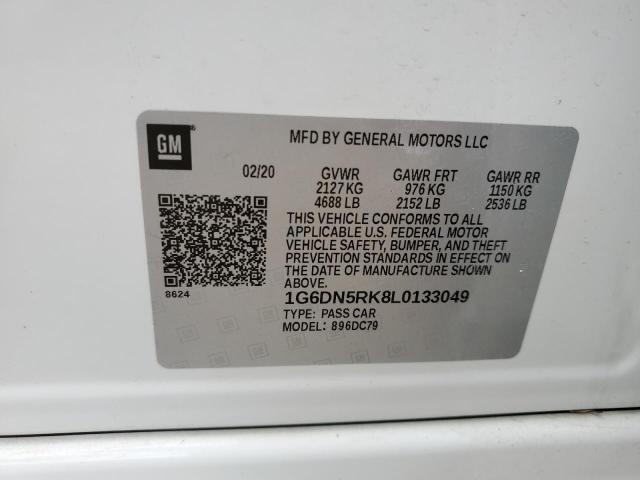 GM
MFD BY GENERAL MOTORS LLC
02/20 GVWR GAWR FRT GAWR RR
2127 KG 976 KG 1150 KG
4688 LB 2152 LB 2536 LB
THIS VEHICLE CONFORMS TO ALL
APPLICABLE U.S. FEDERAL MOTOR
VEHICLE SAFETY, BUMPER, AND THEFT
PREVENTION STANDARDS IN EFFECT ON
THE DATE OF MANUFACTURE SHOWN
ABOVE.
8624
1G6DN5RK8L0133049
TYPE: PASS CAR
MODEL: 896DC79